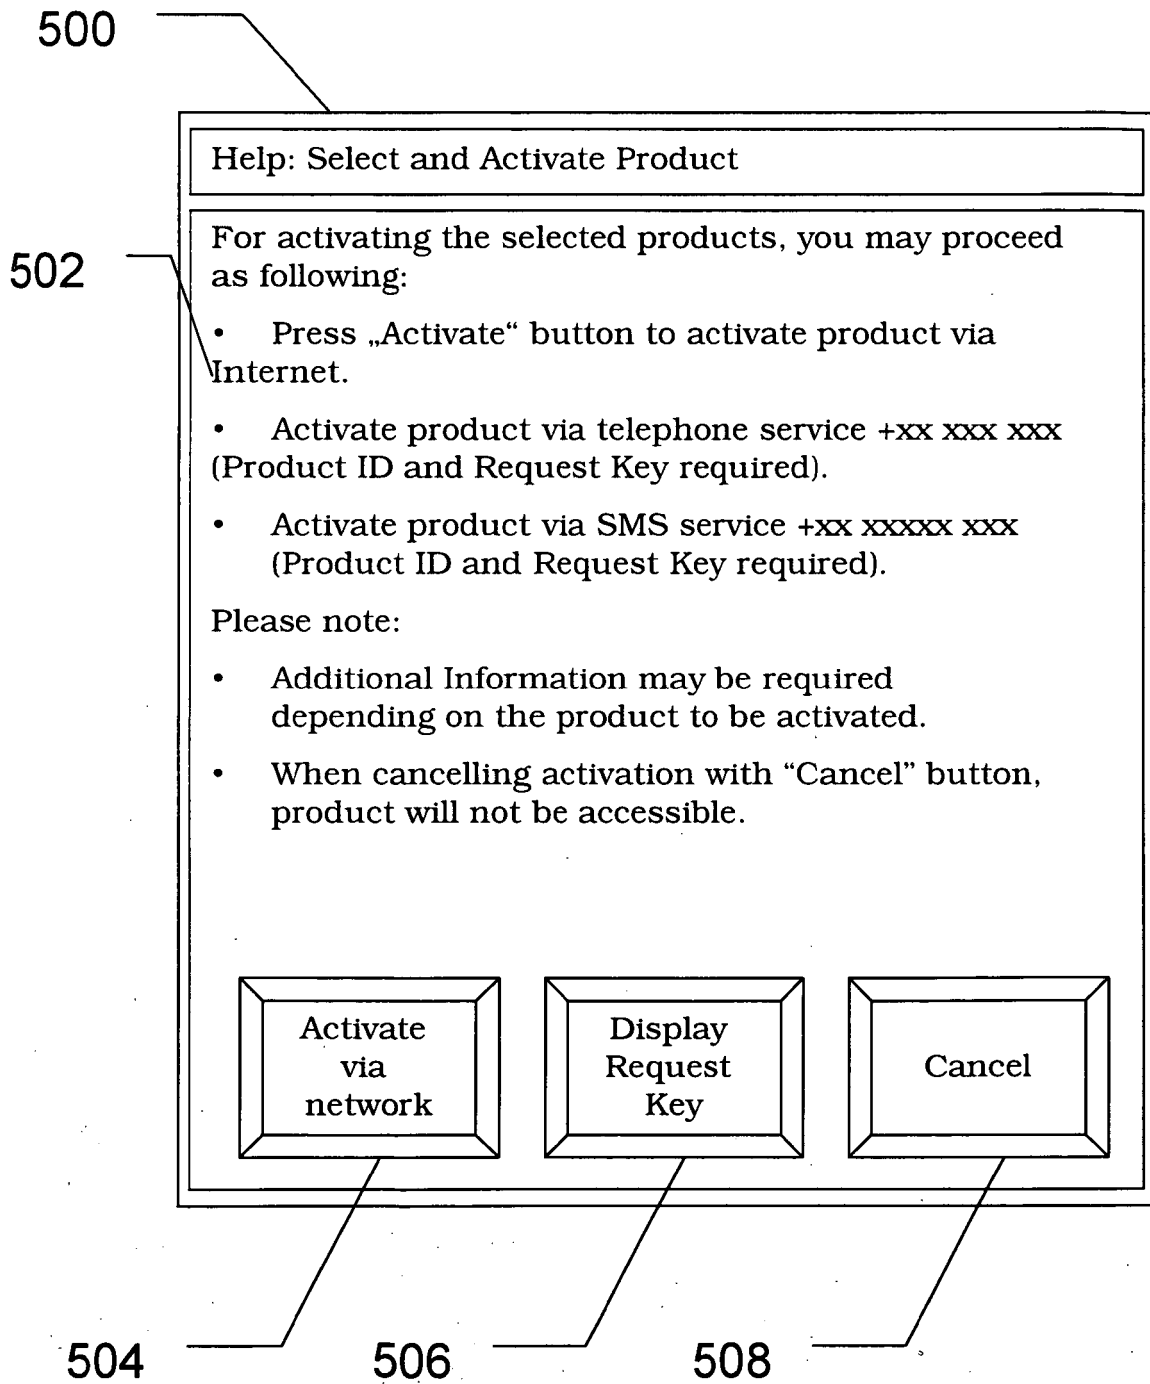 500
Help: Select and Activate Product
For activating the selected products, you may proceed
as following:
502
• Press „Activate“ button to activate product via
Internet.
• Activate product via telephone service +xx xxx xxx
(Product ID and Request Key required).
• Activate product via SMS service +xx xxxxx xxx
(Product ID and Request Key required).
Please note:
• Additional Information may be required
depending on the product to be activated.
• When cancelling activation with “Cancel” button,
product will not be accessible.
Activate
via
network
Display
Request
Key
Cancel
504
506
508